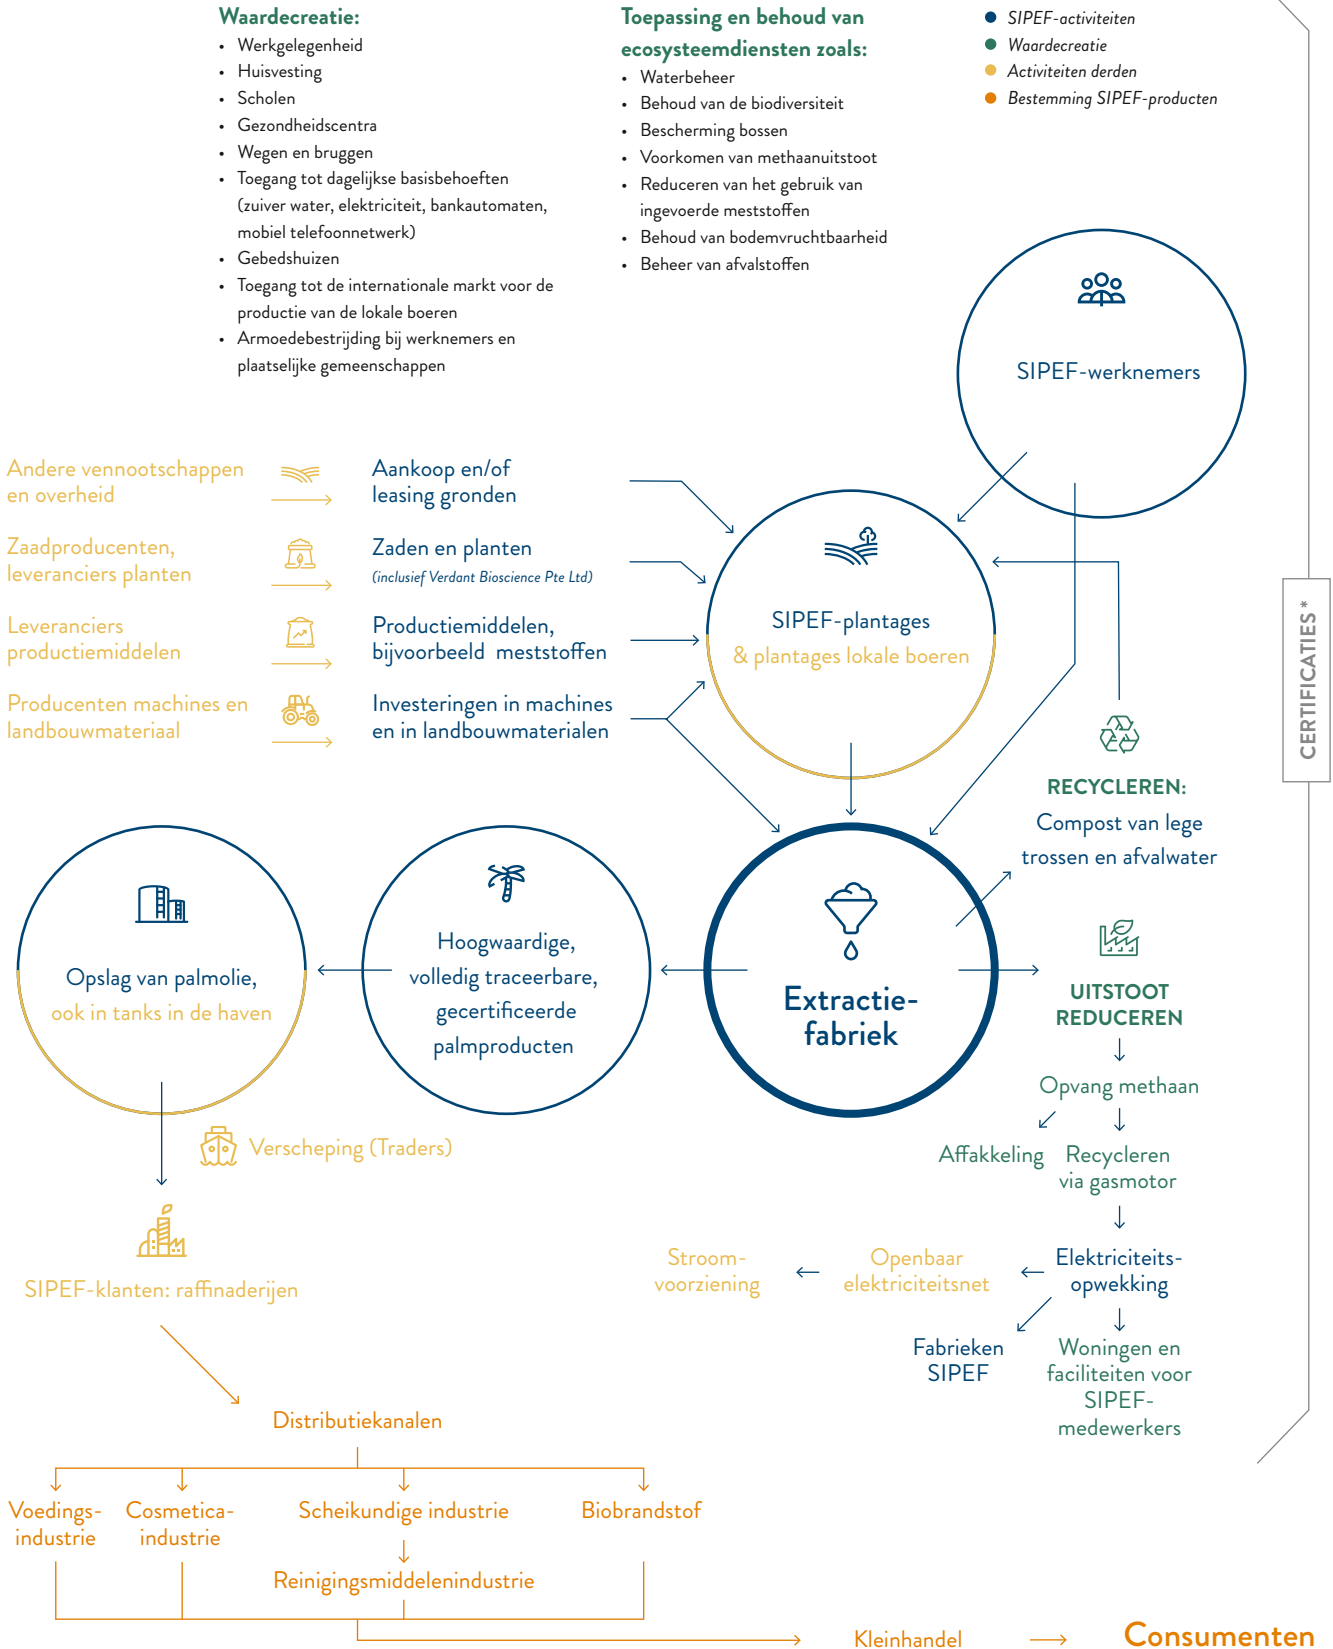 Waardecreatie:
• Werkgelegenheid
• Huisvesting
• Scholen
• Gezondheidscentra
• Wegen en bruggen
• Toegang tot dagelijkse basisbehoeften
(zuiver water, elektriciteit, bankautomaten,
mobiel telefoonnetwerk)
• Gebedshuizen
• Toegang tot de internationale markt voor de
productie van de lokale boeren
• Armoedebestrijding bij werknemers en
plaatselijke gemeenschappen
Toepassing en behoud van
ecosysteemdiensten zoals:
• Waterbeheer
• Behoud van de biodiversiteit
• Bescherming bossen
• Voorkomen van methaanuitstoot
• Reduceren van het gebruik van
ingevoerde meststoffen
• Behoud van bodemvruchtbaarheid
• Beheer van afvalstoffen
SIPEF-activiteiten
Waardecreatie
Activiteiten derden
Bestemming SIPEF-producten
SIPEF-werknemers
Andere vennootschappen
en overheid
Aankoop en/of
leasing gronden
Zaadproducenten,
leveranciers planten
Zaden en planten
(inclusief Verdant Bioscience Pte Ltd)
Leveranciers
productiemiddelen
Productiemiddelen,
bijvoorbeeld meststoffen
Producenten machines en
landbouwmateriaal
Investeringen in machines
en in landbouwmaterialen
SIPEF-plantages
& plantages lokale boeren
CERTIFICATIES *
RECYCLEREN:
Compost van lege
trossen en afvalwater
Opslag van palmolie,
ook in tanks in de haven
Hoogwaardige,
volledig traceerbare,
gecertificeerde
palmproducten
Extractie-
fabriek
UITSTOOT
REDUCEREN
Opvang methaan
Affakkeling
Recycleren
via gasmotor
Verscheping (Traders)
SIPEF-klanten: raffinaderijen
Stroom-
voorziening
Openbaar
elektriciteitsnet
Elektriciteits-
opwekking
Fabrieken
SIPEF
Woningen en
faciliteiten voor
SIPEF-
medewerkers
Distributiekanalen
Voedings-
industrie
Cosmetica-
industrie
Scheikundige industrie
Biobrandstof
Reinigingsmiddelenindustrie
Kleinhandel
Consumenten